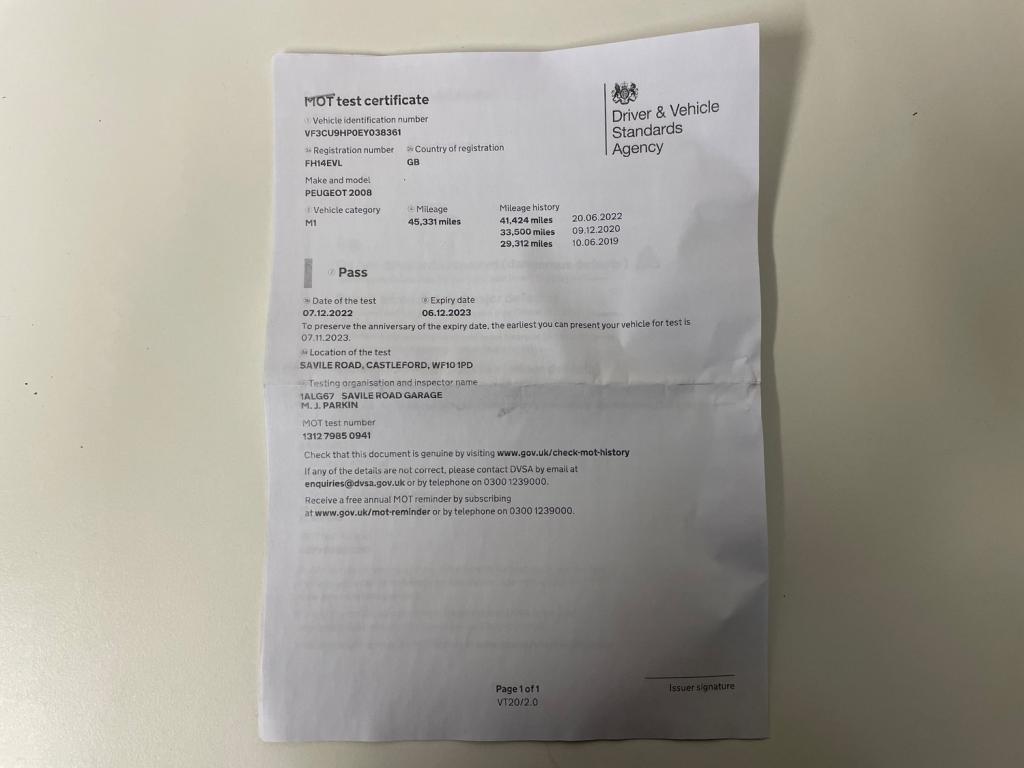 MOT test certificate
Driver & Vehicle
Standards
Agency
Vehicle identification number
VF3CU9HP0EY038361
Registration number Country of registration
FH14EVL GB
Make and model
PEUGEOT 2008
Vehicle category Mileage Mileage history
M1 45,331 miles 41,424 miles 20.06.2022
33,500 miles 09.12.2020
29,312 miles 10.06.2019
Pass
Date of the test Expiry date
07.12.2022 06.12.2023
To preserve the anniversary of the expiry date, the earliest you can present your vehicle for test is
07.11.2023.
Location of the test
SAVILE ROAD, CASTLEFORD, WF10 1PD
Testing organisation and inspector name
1ALG67 SAVILE ROAD GARAGE
M. J. PARKIN
MOT test number
1312 7985 0941
Check that this document is genuine by visiting www.gov.uk/check-mot-history
If any of the details are not correct, please contact DVSA by email at
enquiries@dvsa.gov.uk or by telephone on 0300 1239000.
Receive a free annual MOT reminder by subscribing
at www.gov.uk/mot-reminder or by telephone on 0300 1239000.
Issuer signature
Page 1 of 1
VT20/2.0